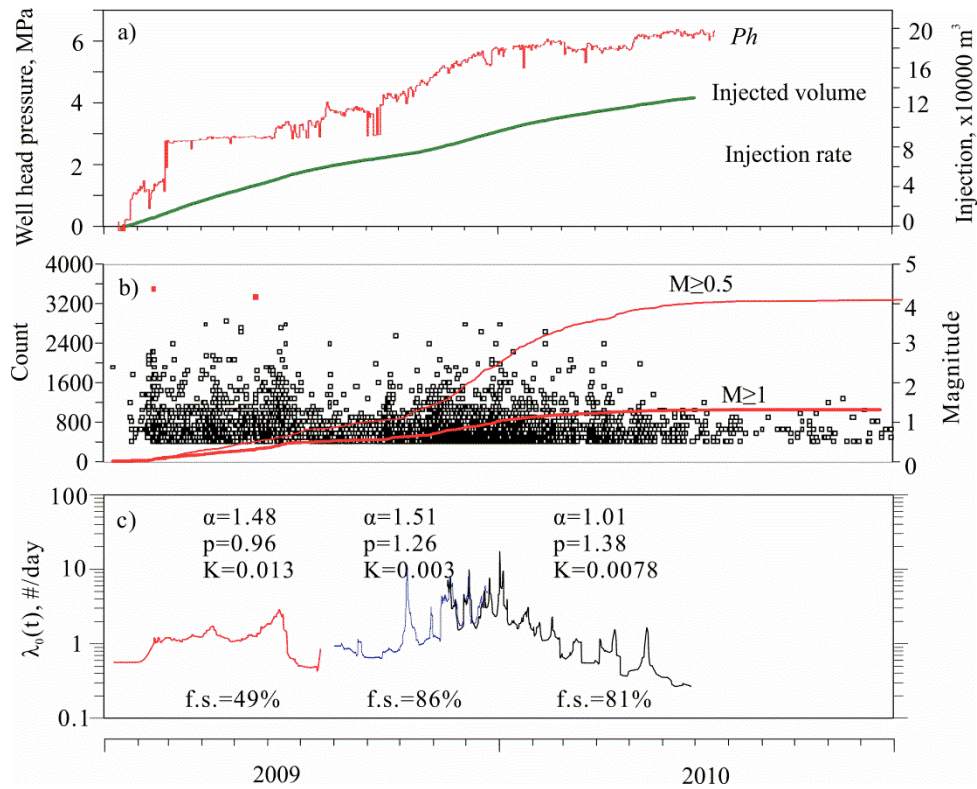 a)
Well head pressure, MPa
6
4
2
0
Ph
Injected volume
Injection rate
20
16
12
8
4
0
Injection, x10000 m³
b)
Count
4000
3200
2400
1600
800
0
M≥0.5
M≥1
5
4
3
2
1
0
Magnitude
c)
λ₀(t), #/day
100
10
1
0.1
α=1.48
p=0.96
K=0.013
α=1.51
p=1.26
K=0.003
α=1.01
p=1.38
K=0.0078
f.s.=49%
f.s.=86%
f.s.=81%
2009
2010